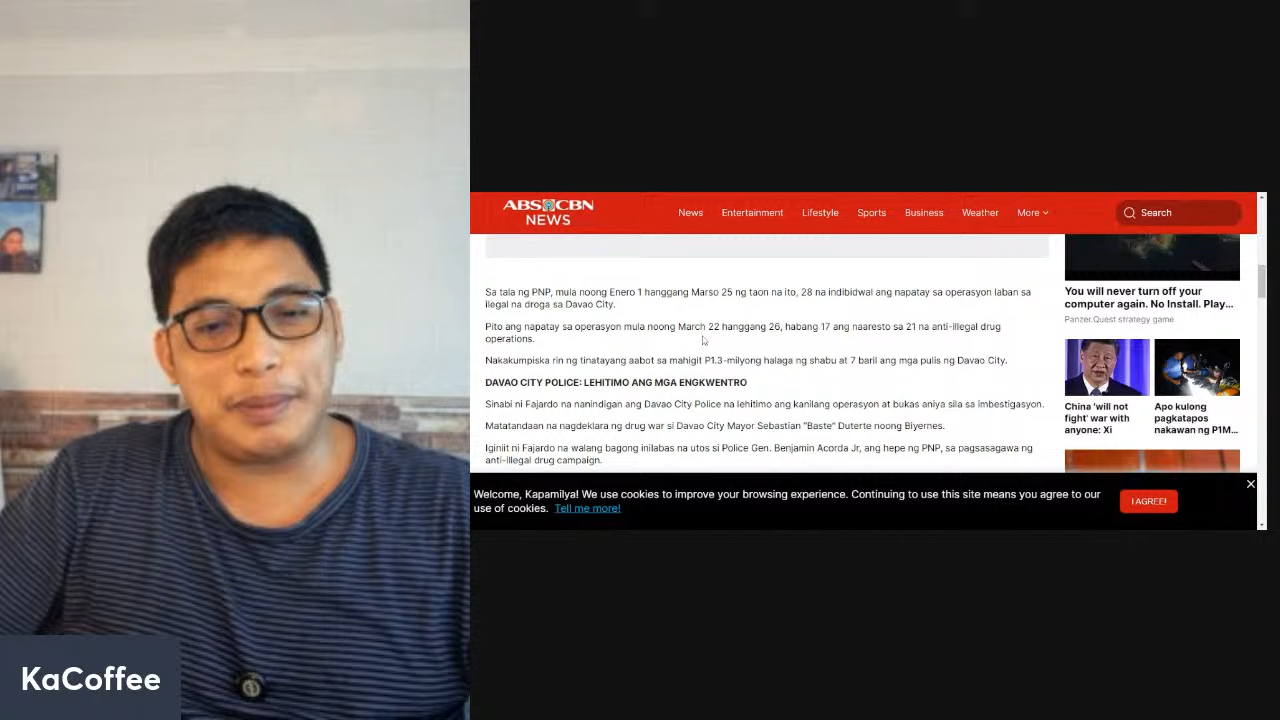 ABS CBN
NEWS
News Entertainment Lifestyle Sports Business Weather More
Search
Sa tala ng PNP, mula noong Enero 1 hanggang Marso 25 ng taon na ito, 28 na indibidwal ang napatay sa operasyon laban sa
ilegal na droga sa Davao City.
Pito ang napatay sa operasyon mula noong March 22 hanggang 26, habang 17 ang naaresto sa 21 na anti-illegal drug
operations.
Nakakumpiska rin ng tinatayang aabot sa mahigit P1.3-milyong halaga ng shabu at 7 baril ang mga pulis ng Davao City.
DAVAO CITY POLICE: LEHITIMO ANG MGA ENGKWENTRO
Sinabi ni Fajardo na nanindigan ang Davao City Police na lehitimo ang kanilang operasyon at bukas aniya sila sa imbestigasyon.
Matatandaan na nagdeklara ng drug war si Davao City Mayor Sebastian "Baste" Duterte noong Biyernes.
Iginiit ni Fajardo na walang bagong inilabas na utos si Police Gen. Benjamin Acorda Jr, ang hepe ng PNP, sa pagsasagawa ng
anti-illegal drug campaign.
You will never turn off your
computer again. No Install. Play...
Panzer.Quest strategy game
China 'will not
fight' war with
anyone: Xi
Apo kulong
pagkatapos
nakawan ng P1M...
Welcome, Kapamilya! We use cookies to improve your browsing experience. Continuing to use this site means you agree to our
use of cookies. Tell me more!
I AGREE!
KaCoffee